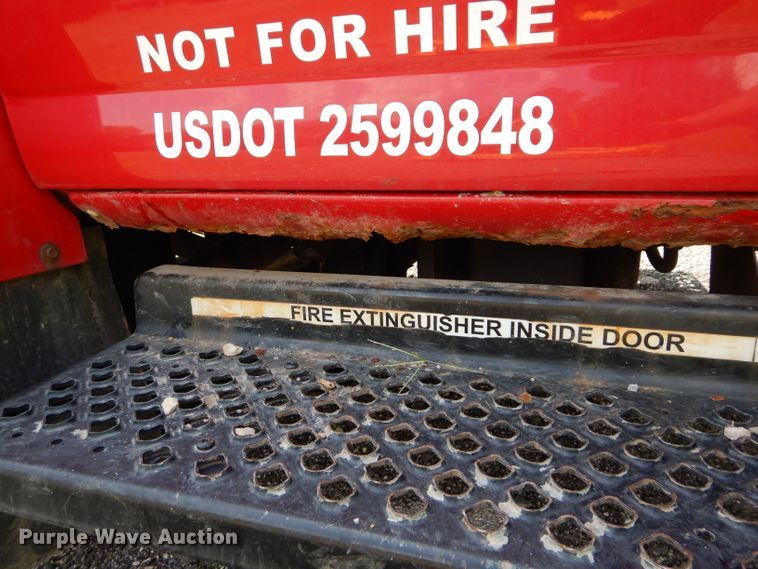 NOT FOR HIRE
USDOT 2599848
FIRE EXTINGUISHER INSIDE DOOR
Purple Wave Auction